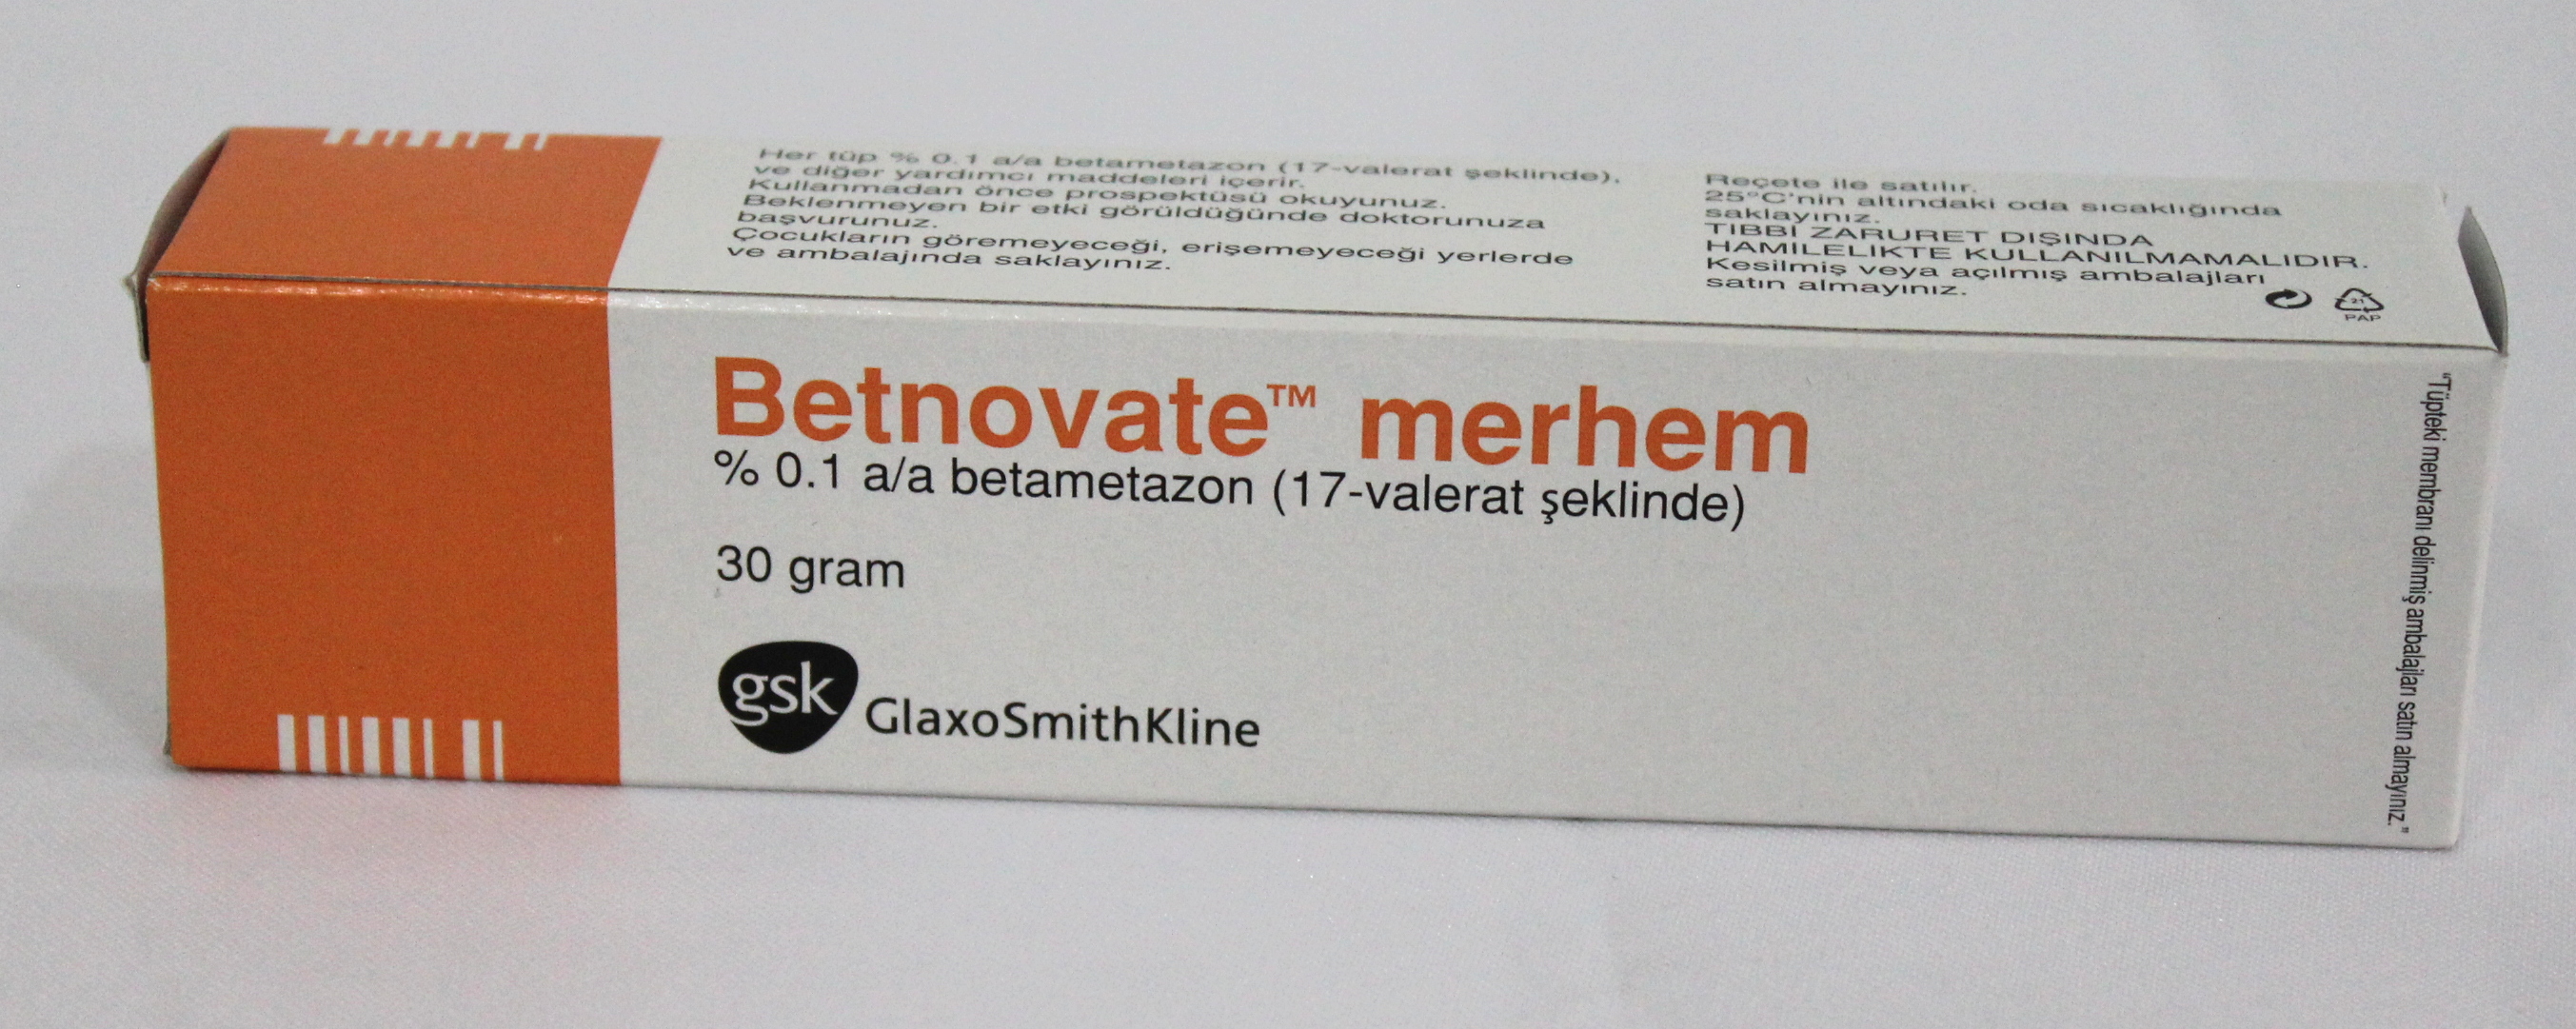 Her tüp % 0.1 a/a betametazon (17-valerat şeklinde),
ve diğer yardımcı maddeleri içerir.
Kullanmadan önce prospektüsü okuyunuz.
Beklenmeyen bir etki görüldüğünde doktorunuza
başvurunuz.
Çocukların göremeyeceği, erişemeyeceği yerlerde
ve ambalajında saklayınız.
Reçete ile satılır.
25°C'nin altındaki oda sıcaklığında
saklayınız.
TIBBİ ZARURET DIŞINDA
HAMİLELİKTE KULLANILMAMALIDIR.
Kesilmiş veya açılmış ambalajları
satın almayınız.
21
PAP
Betnovate™ merhem
% 0.1 a/a betametazon (17-valerat şeklinde)
30 gram
gsk GlaxoSmithKline
"Tüpteki membranı delinmiş ambalajları satın almayınız."